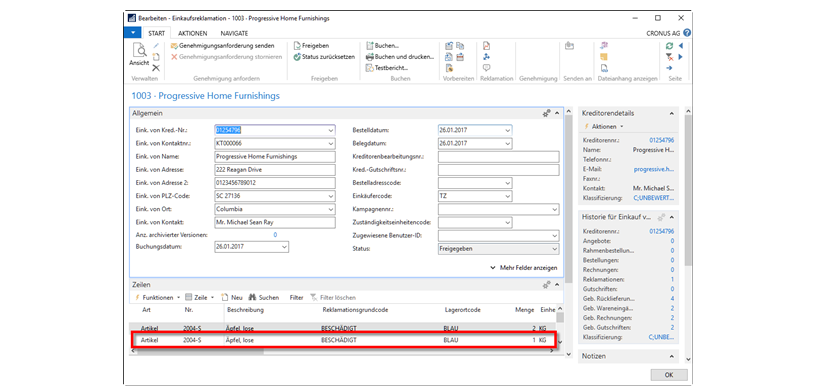 Bearbeiten - Einkaufsreklamation - 1003 · Progressive Home Furnishings
START AKTIONEN NAVIGATE CRONUS AG
Ansicht
Genehmigungsanforderung senden
Genehmigungsanforderung stornieren
Freigeben
Status zurücksetzen
Buchen...
Buchen und drucken...
Testbericht...
Verwalten Genehmigung anfordern Freigeben Buchen Vorbereiten Reklamation Genehmigung Senden an Dateianhang anzeigen Seite
1003 · Progressive Home Furnishings
Allgemein
Eink. von Kred.-Nr.: 01254796
Eink. von Kontaktnr.: KT000066
Eink. von Name: Progressive Home Furnishings
Eink. von Adresse: 222 Reagan Drive
Eink. von Adresse 2: 0123456789012
Eink. von PLZ-Code: SC 27136
Eink. von Ort: Columbia
Eink. von Kontakt: Mr. Michael Sean Ray
Anz. archivierter Versionen: 0
Buchungsdatum: 26.01.2017
Bestelldatum: 26.01.2017
Belegdatum: 26.01.2017
Kreditorenbearbeitungsnr.:
Kred.-Gutschriftsnr.:
Bestelladresscode:
Einkäufercode: TZ
Kampagnennr.:
Zuständigkeitseinheitencode:
Zugewiesene Benutzer-ID:
Status: Freigegeben
Mehr Felder anzeigen
Zeilen
Funktionen Zeile Neu Suchen Filter Filter löschen
Art Nr. Beschreibung Reklamationsgrundcode Lagerortcode Menge Einhe
Artikel 2004-S Äpfel, lose BESCHÄDIGT BLAU 2 KG
Artikel 2004-S Äpfel, lose BESCHÄDIGT BLAU 1 KG
Kreditorendetails
Aktionen
Kreditorennr.: 01254796
Name: Progressive H...
Telefonnr.:
E-Mail: progressive.h...
Faxnr.:
Kontakt: Mr. Michael S...
Klassifizierung: C;UNBEWERT...
Historie für Einkauf v...
Kreditorennr.: 01254796
Angebote: 0
Rahmenbestellun... 0
Bestellungen: 0
Rechnungen: 0
Reklamationen: 1
Gutschriften: 0
Geb. Rücklieferun... 4
Geb. Wareneingä... 2
Geb. Rechnungen: 2
Geb. Gutschriften: 2
Klassifizierung: C;UNBE...
Notizen
OK